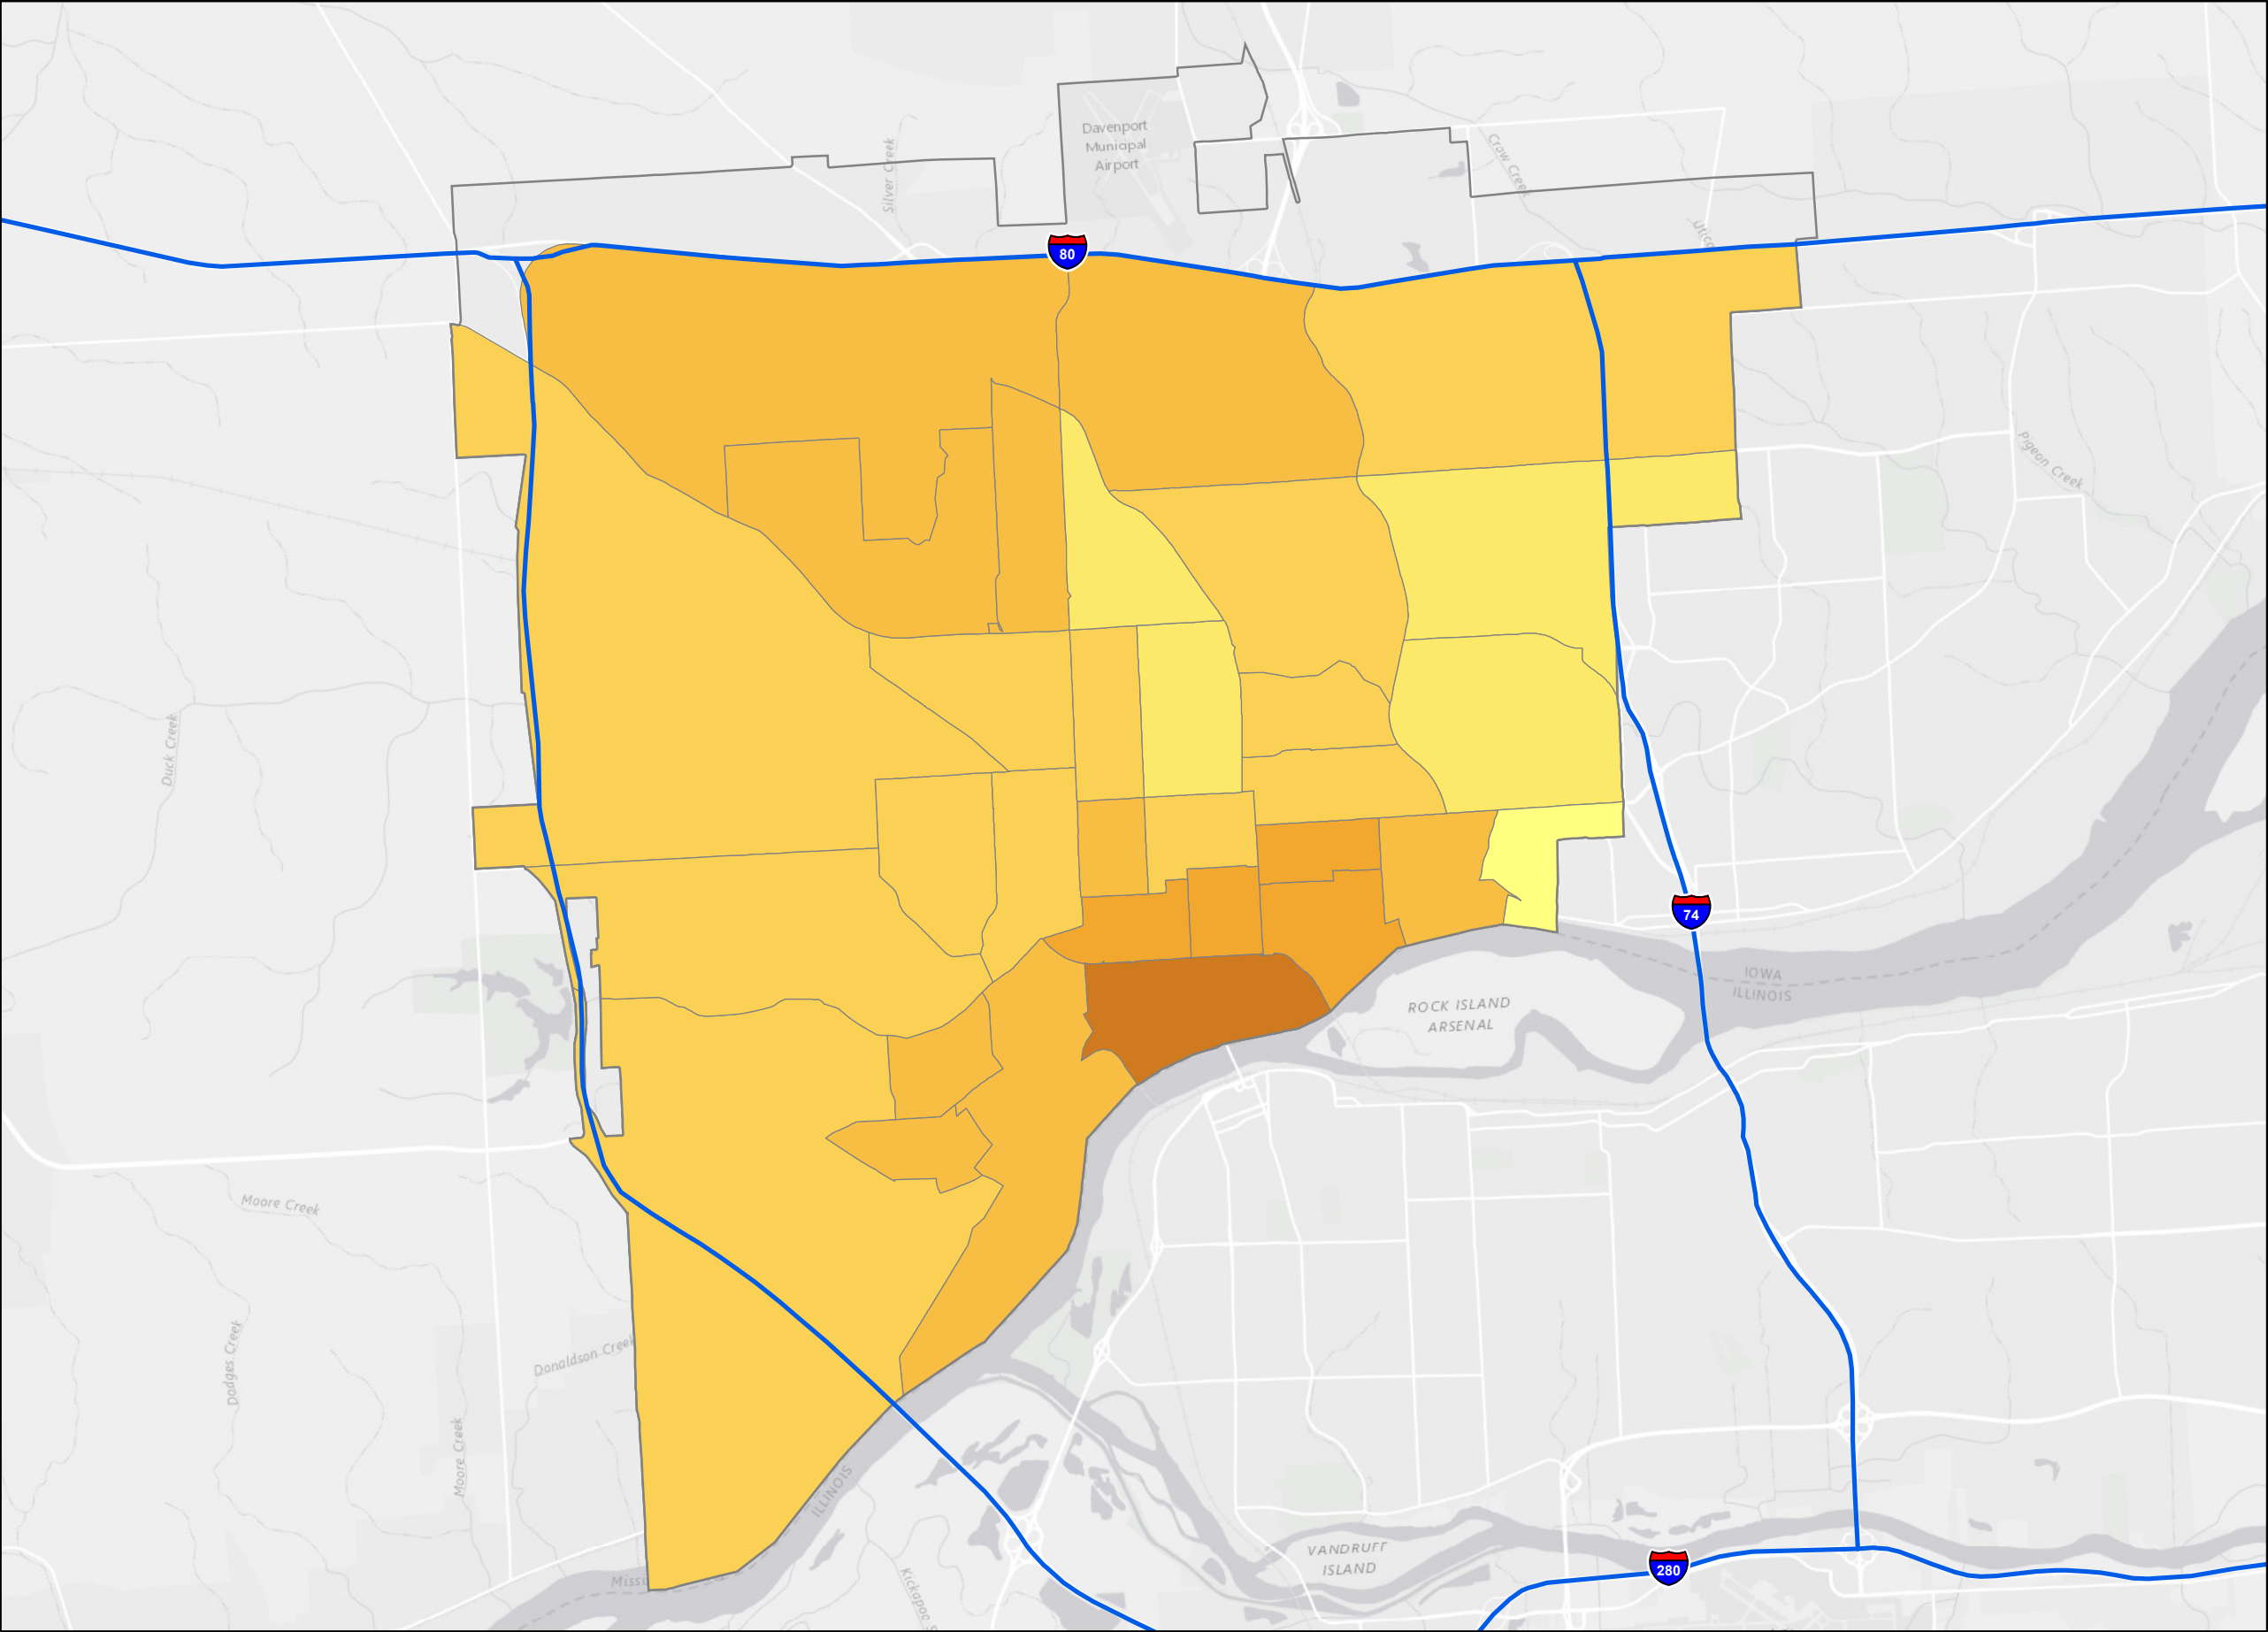 Davenport
Municipal
Airport
Silver Creek
Crow Creek
80
Pigeon Creek
Duck Creek
74
IOWA
ILLINOIS
ROCK ISLAND
ARSENAL
Moore Creek
Donaldson Creek
Dodges Creek
Moore Creek
ILLINOIS
VANDRUFF
ISLAND
280
Kickapoo